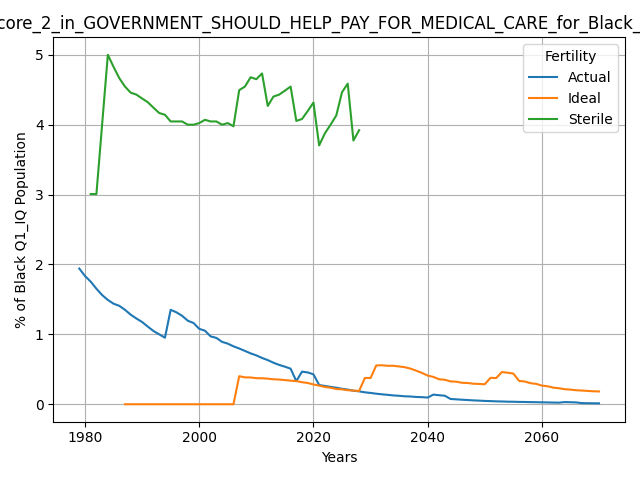 core_2_in_GOVERNMENT_SHOULD_HELP_PAY_FOR_MEDICAL_CARE_for_Black_
Fertility
Actual
Ideal
Sterile
% of Black Q1_IQ Population
5
4
3
2
1
0
1980
2000
2020
2040
2060
Years